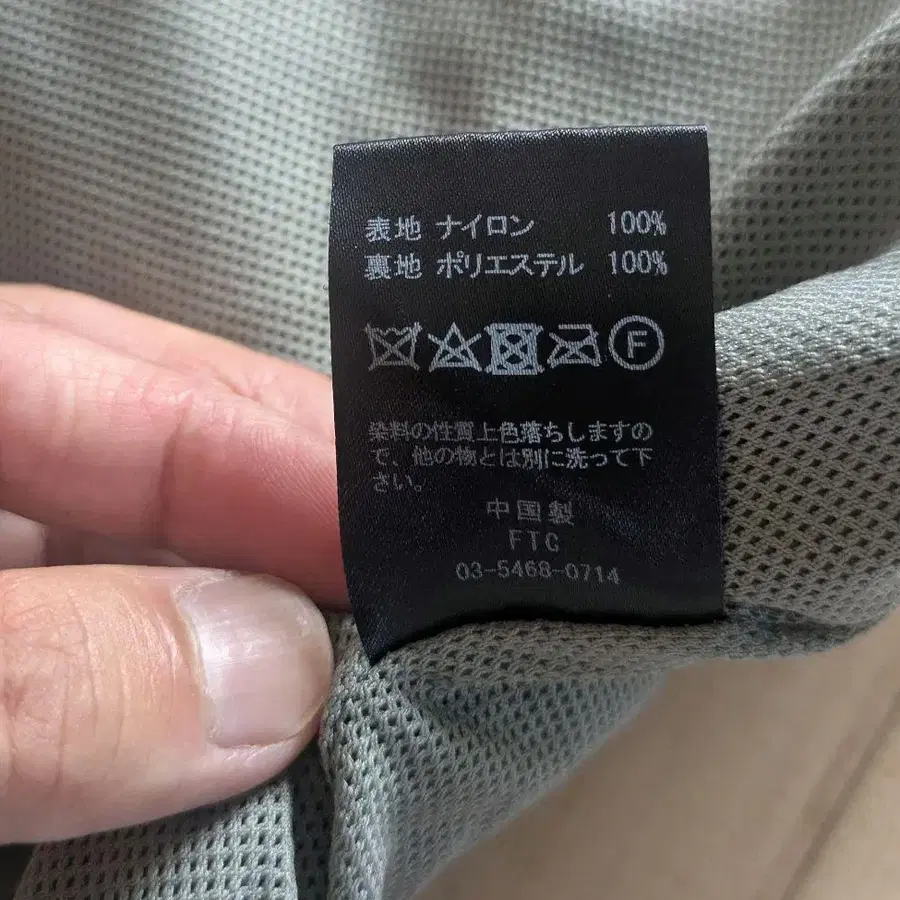 表地 ナイロン 100%
裏地 ポリエステル 100%
F
染料の性質上色落ちしますの
で、他の物とは別に洗って下
さい。
中国製
FTC
03-5468-0714